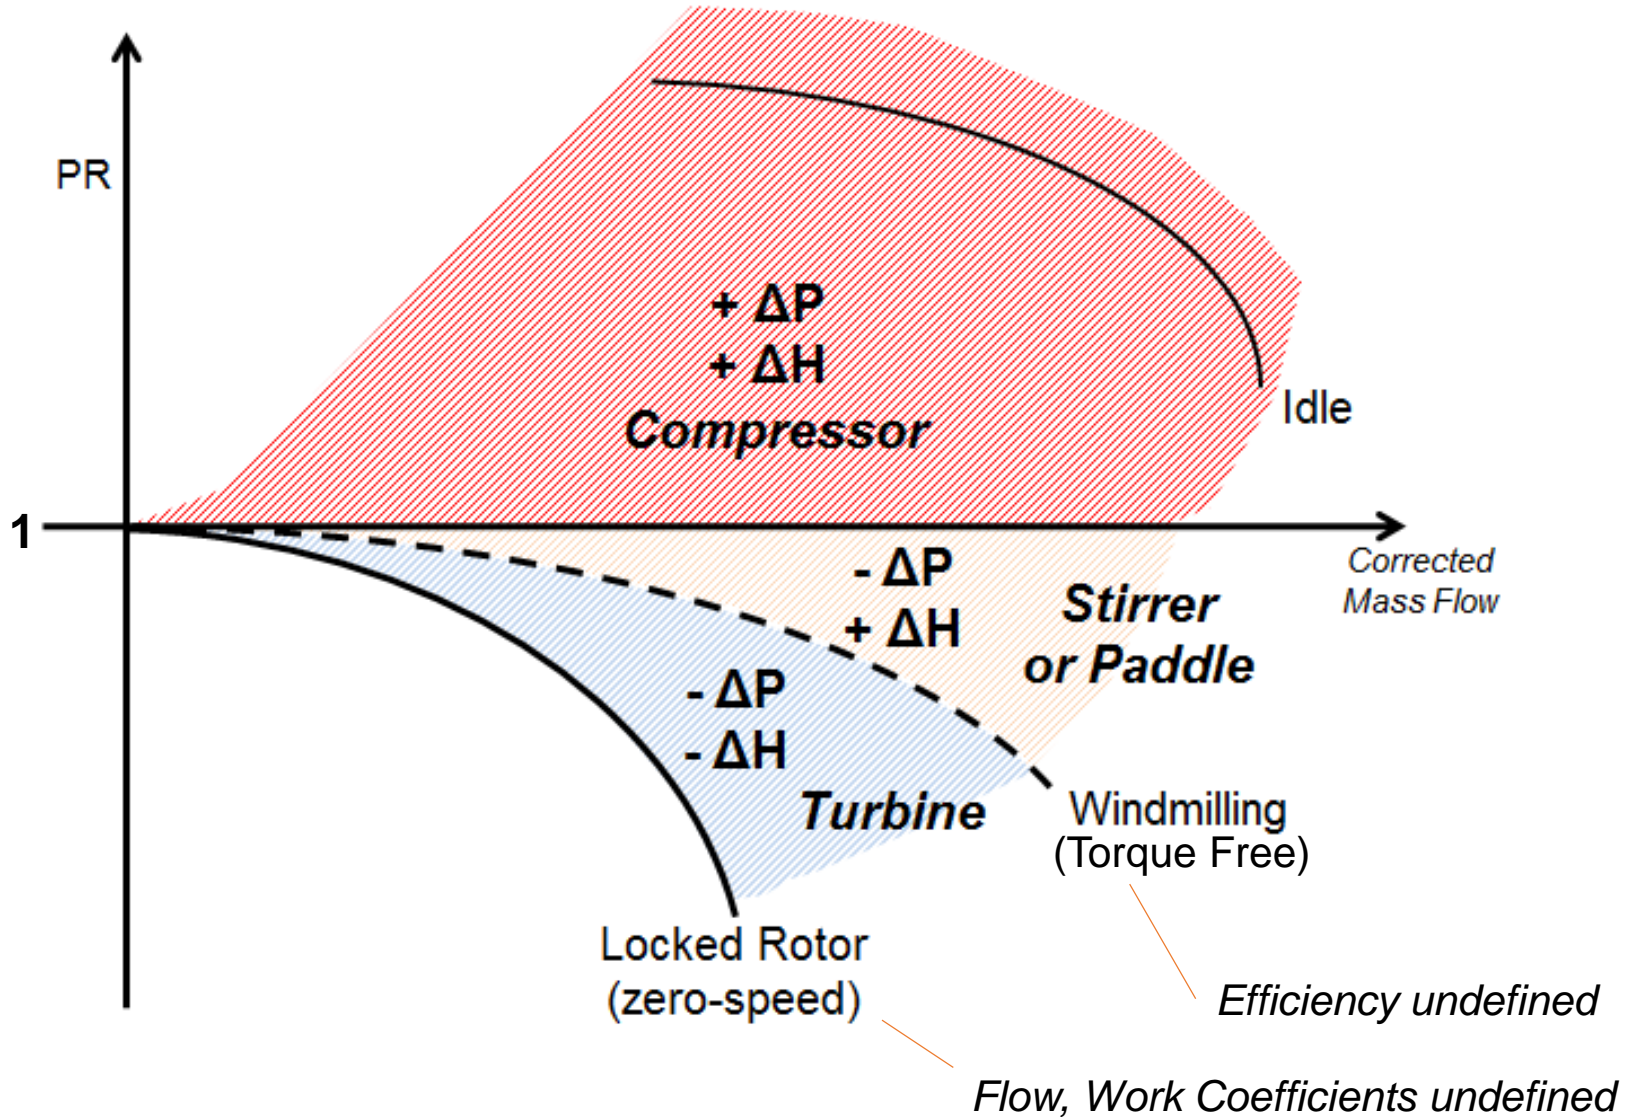 PR
+ ΔP
+ ΔH
Compressor
Idle
1
Corrected
Mass Flow
- ΔP
+ ΔH
Stirrer
or Paddle
- ΔP
- ΔH
Turbine
Windmilling
(Torque Free)
Locked Rotor
(zero-speed)
Efficiency undefined
Flow, Work Coefficients undefined